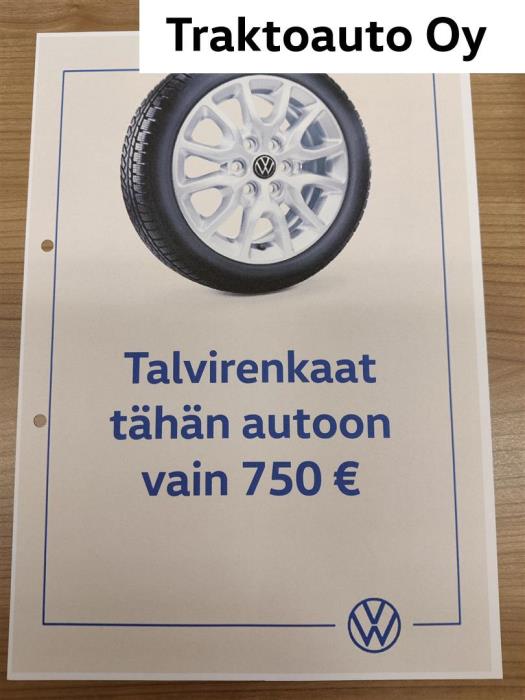 Traktoauto Oy
Talvirenkaat
tähän autoon
vain 750 €